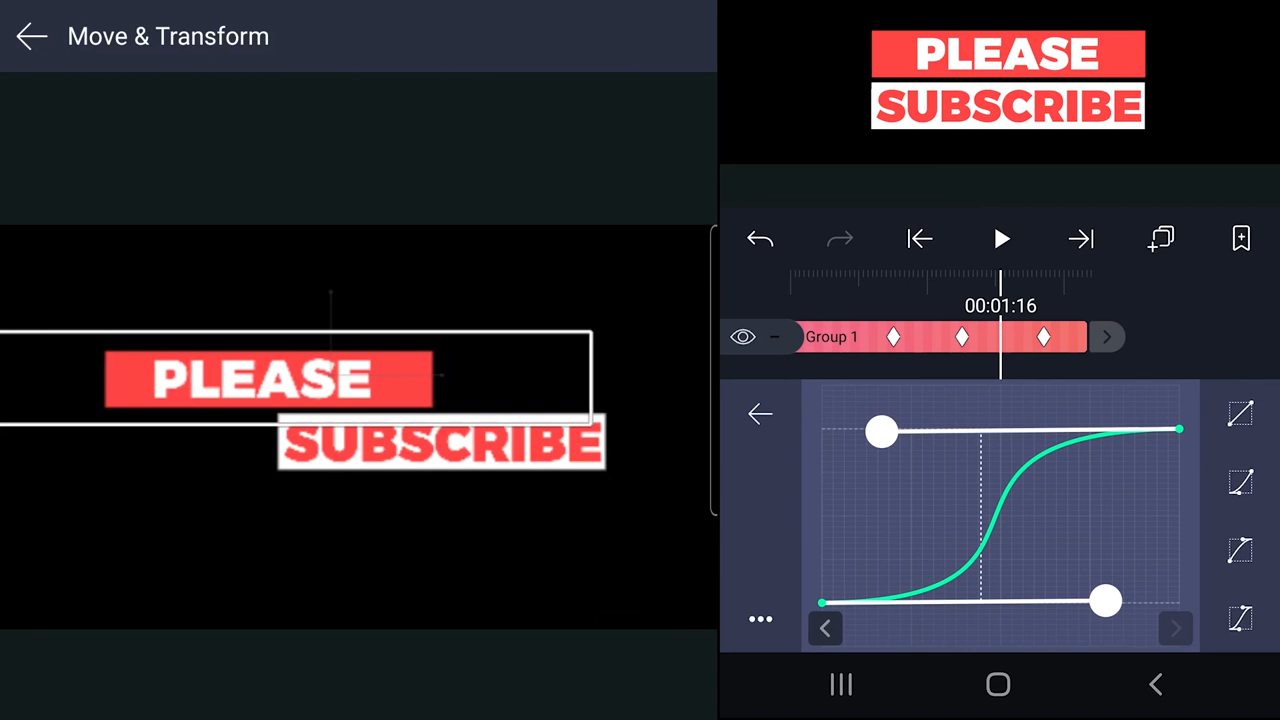 Move & Transform
PLEASE
SUBSCRIBE
PLEASE
SUBSCRIBE
00:01:16
Group 1